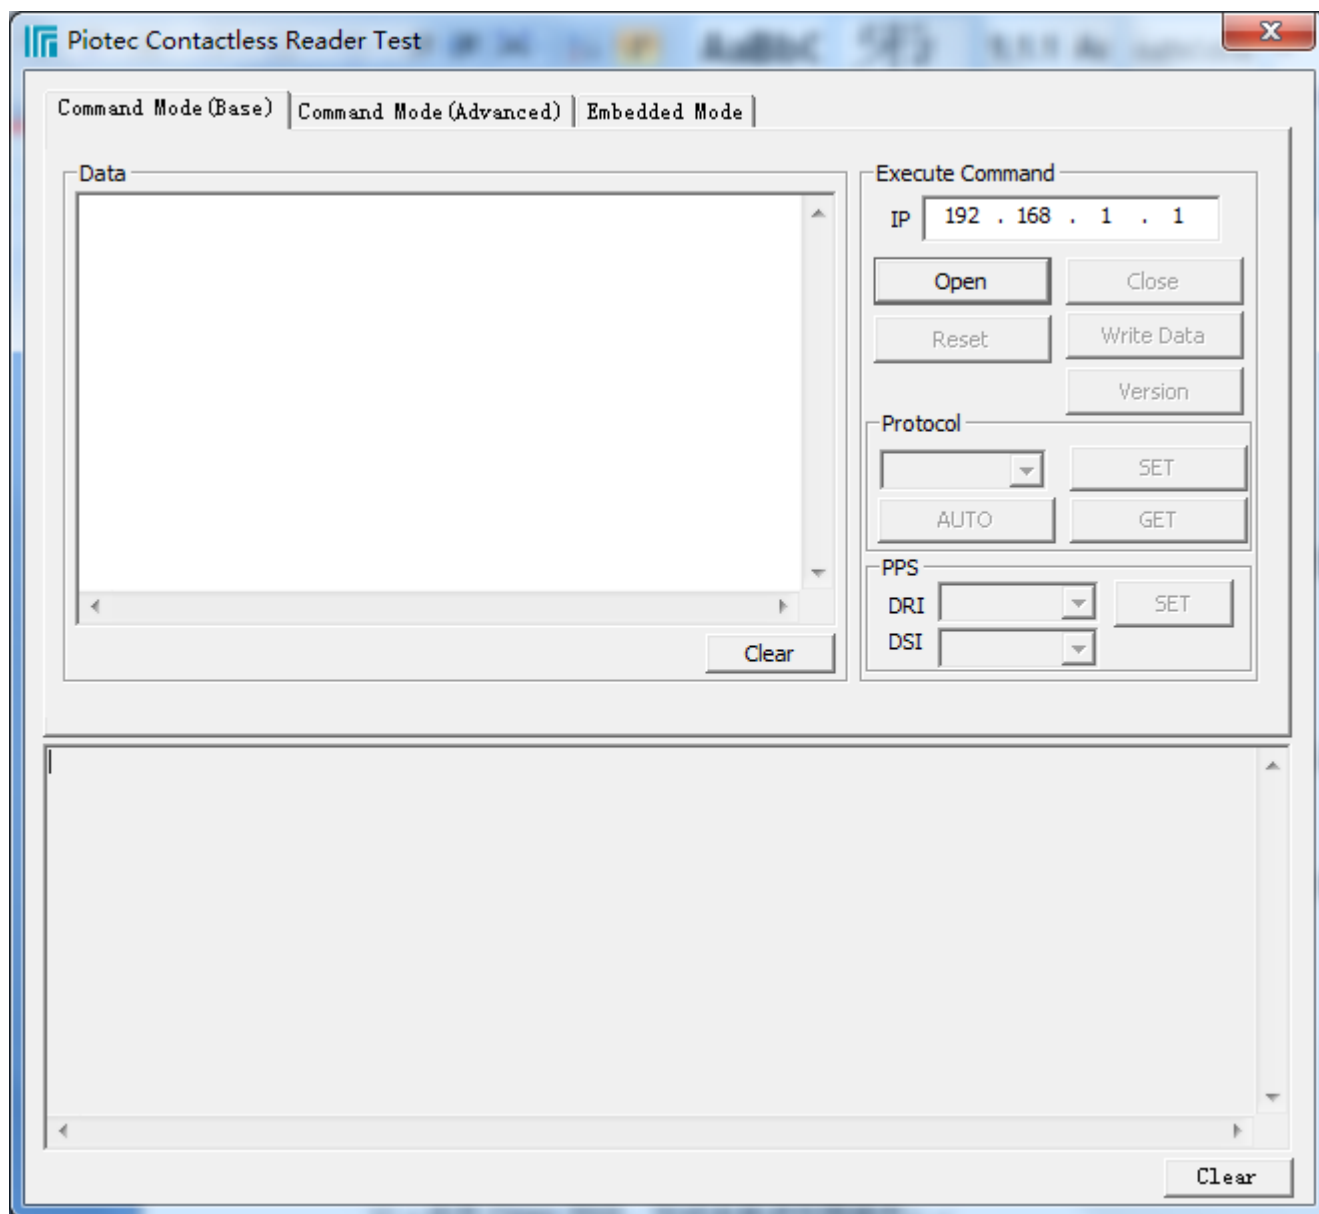 Piotec Contactless Reader Test
Command Mode(Base) Command Mode(Advanced) Embedded Mode
Data
Clear
Execute Command
IP 192 . 168 . 1 . 1
Open Close
Reset Write Data
Version
Protocol
SET
AUTO GET
PPS
DRI SET
DSI
Clear